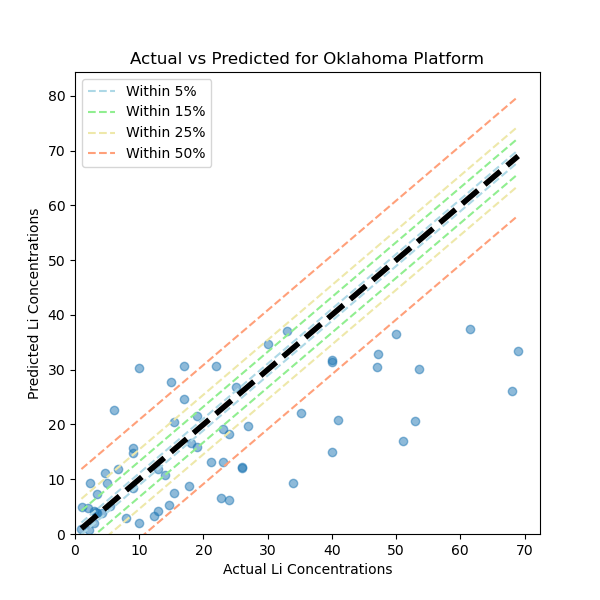 Actual vs Predicted for Oklahoma Platform
Within 5%
Within 15%
Within 25%
Within 50%
Predicted Li Concentrations
80
70
60
50
40
30
20
10
0
0 10 20 30 40 50 60 70
Actual Li Concentrations